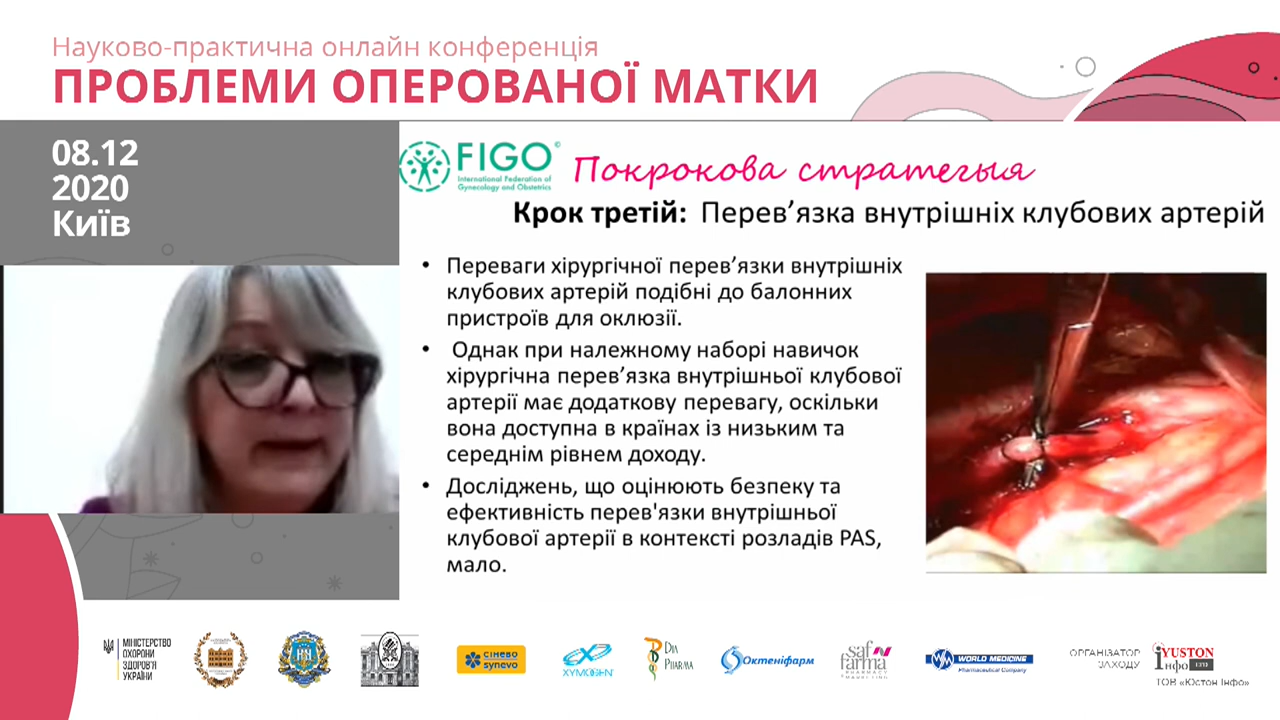 Науково-практична онлайн конференція
ПРОБЛЕМИ ОПЕРОВАНОЇ МАТКИ
08.12
2020
Київ
FIGO
International Federation of
Gynecology and Obstetrics
Покрокова стратегыя
Крок третій: Перев’язка внутрішніх клубових артерій
• Переваги хірургічної перев’язки внутрішніх
клубових артерій подібні до балонних
пристроїв для оклюзії.
• Однак при належному наборі навичок
хірургічна перев’язка внутрішньої клубової
артерії має додаткову перевагу, оскільки
вона доступна в країнах із низьким та
середнім рівнем доходу.
• Досліджень, що оцінюють безпеку та
ефективність перев'язки внутрішньої
клубової артерії в контексті розладів PAS,
мало.
МІНІСТЕРСТВО
ОХОРОНИ
ЗДОРОВ'Я
УКРАЇНИ
сінево
synevo
XYMOGEN
DIA
PHARMA
Октеніфарм
saf
farma
WORLD MEDICINE
Pharmaceutical Company
ОРГАНІЗАТОР
ЗАХОДУ
YUSTON
Інфо LTD
ТОВ «Юстон Інфо»